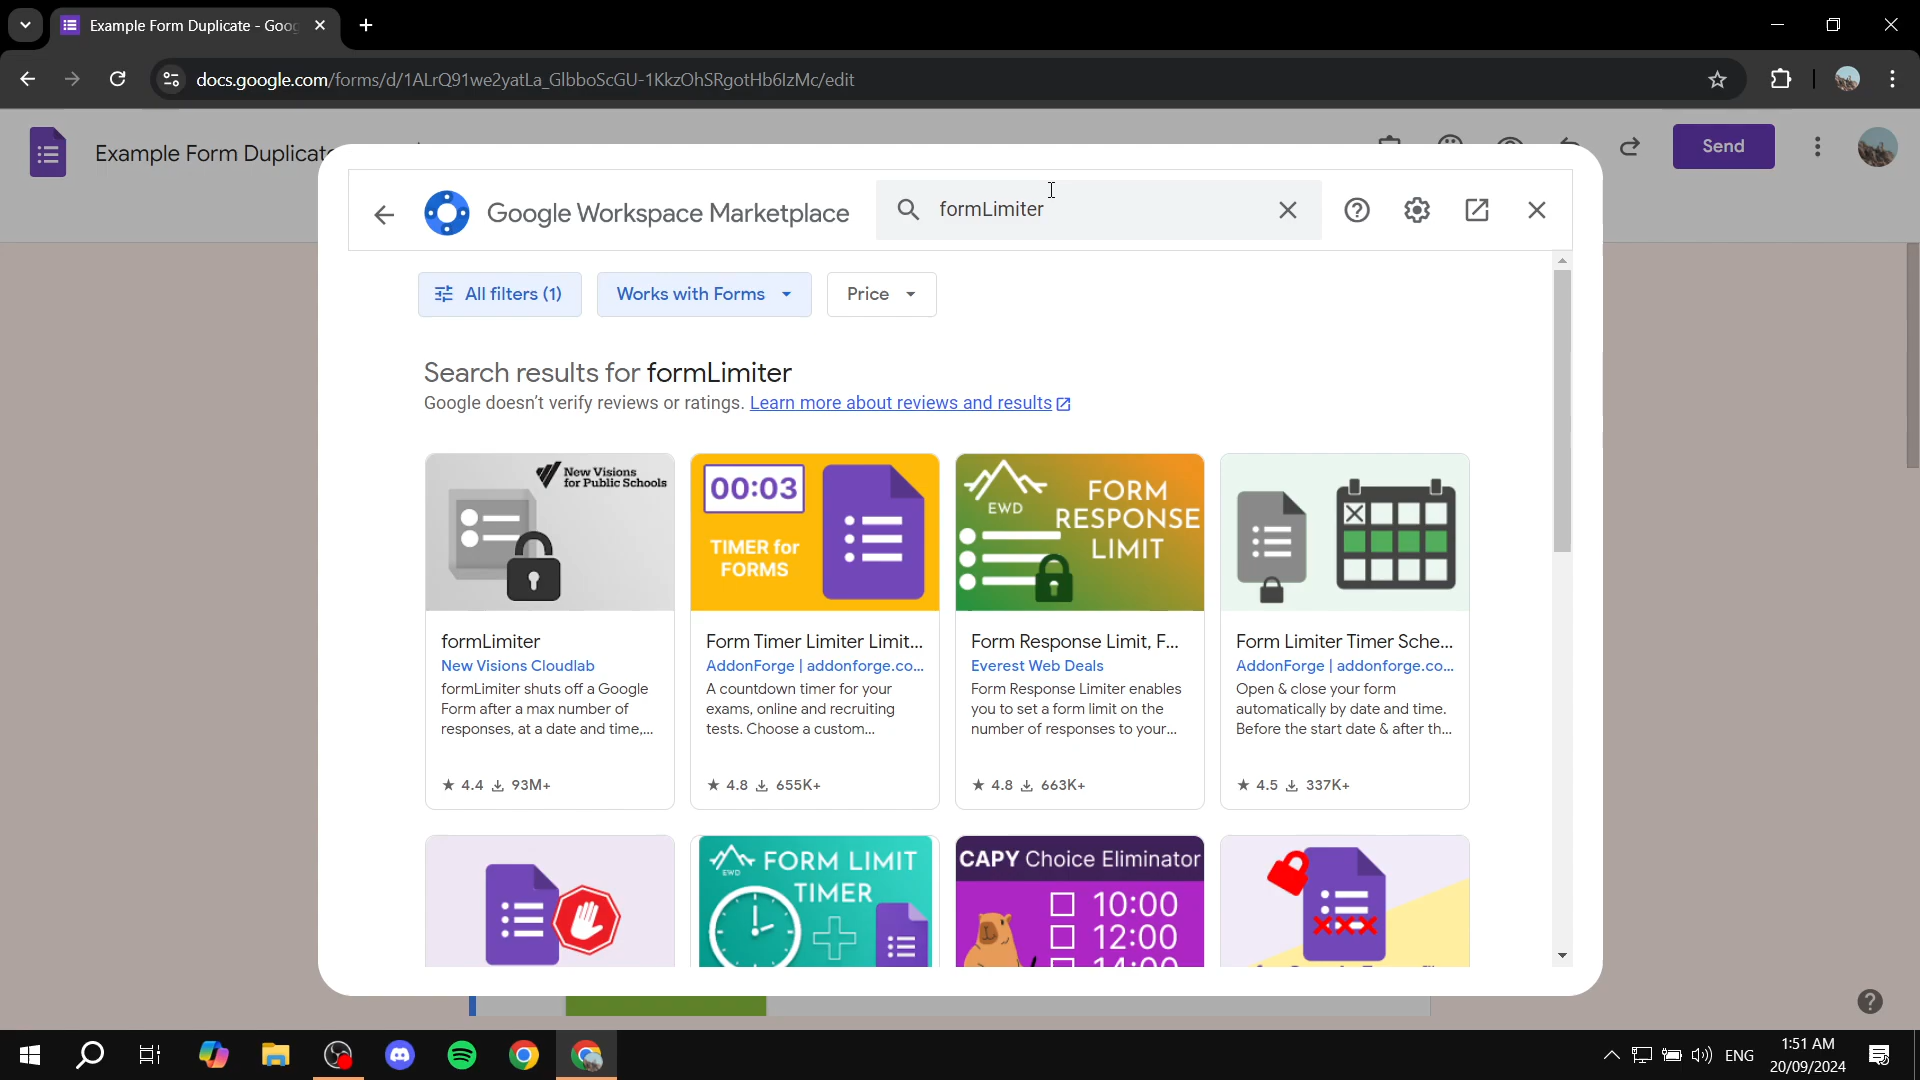 Example Form Duplicate - Goog
docs.google.com/forms/d/1ALrQ91we2yatLa_GlbboScGU-1KkzOhSRgotHb6IzMc/edit
Example Form Duplicate
Send
Google Workspace Marketplace
formLimiter
All filters (1)
Works with Forms
Price
Search results for formLimiter
Google doesn't verify reviews or ratings. Learn more about reviews and results
New Visions
for Public Schools
formLimiter
New Visions Cloudlab
formLimiter shuts off a Google
Form after a max number of
responses, at a date and time,...
4.4 93M+
00:03
TIMER for
FORMS
Form Timer Limiter Limit...
AddonForge | addonforge.co...
A countdown timer for your
exams, online and recruiting
tests. Choose a custom...
4.8 655K+
EWD
FORM
RESPONSE
LIMIT
Form Response Limit, F...
Everest Web Deals
Form Response Limiter enables
you to set a form limit on the
number of responses to your...
4.8 663K+
Form Limiter Timer Sche...
AddonForge | addonforge.co...
Open & close your form
automatically by date and time.
Before the start date & after th...
4.5 337K+
EWD
FORM LIMIT
TIMER
CAPY Choice Eliminator
10:00
12:00
14:00
XXX
ENG
1:51 AM
20/09/2024